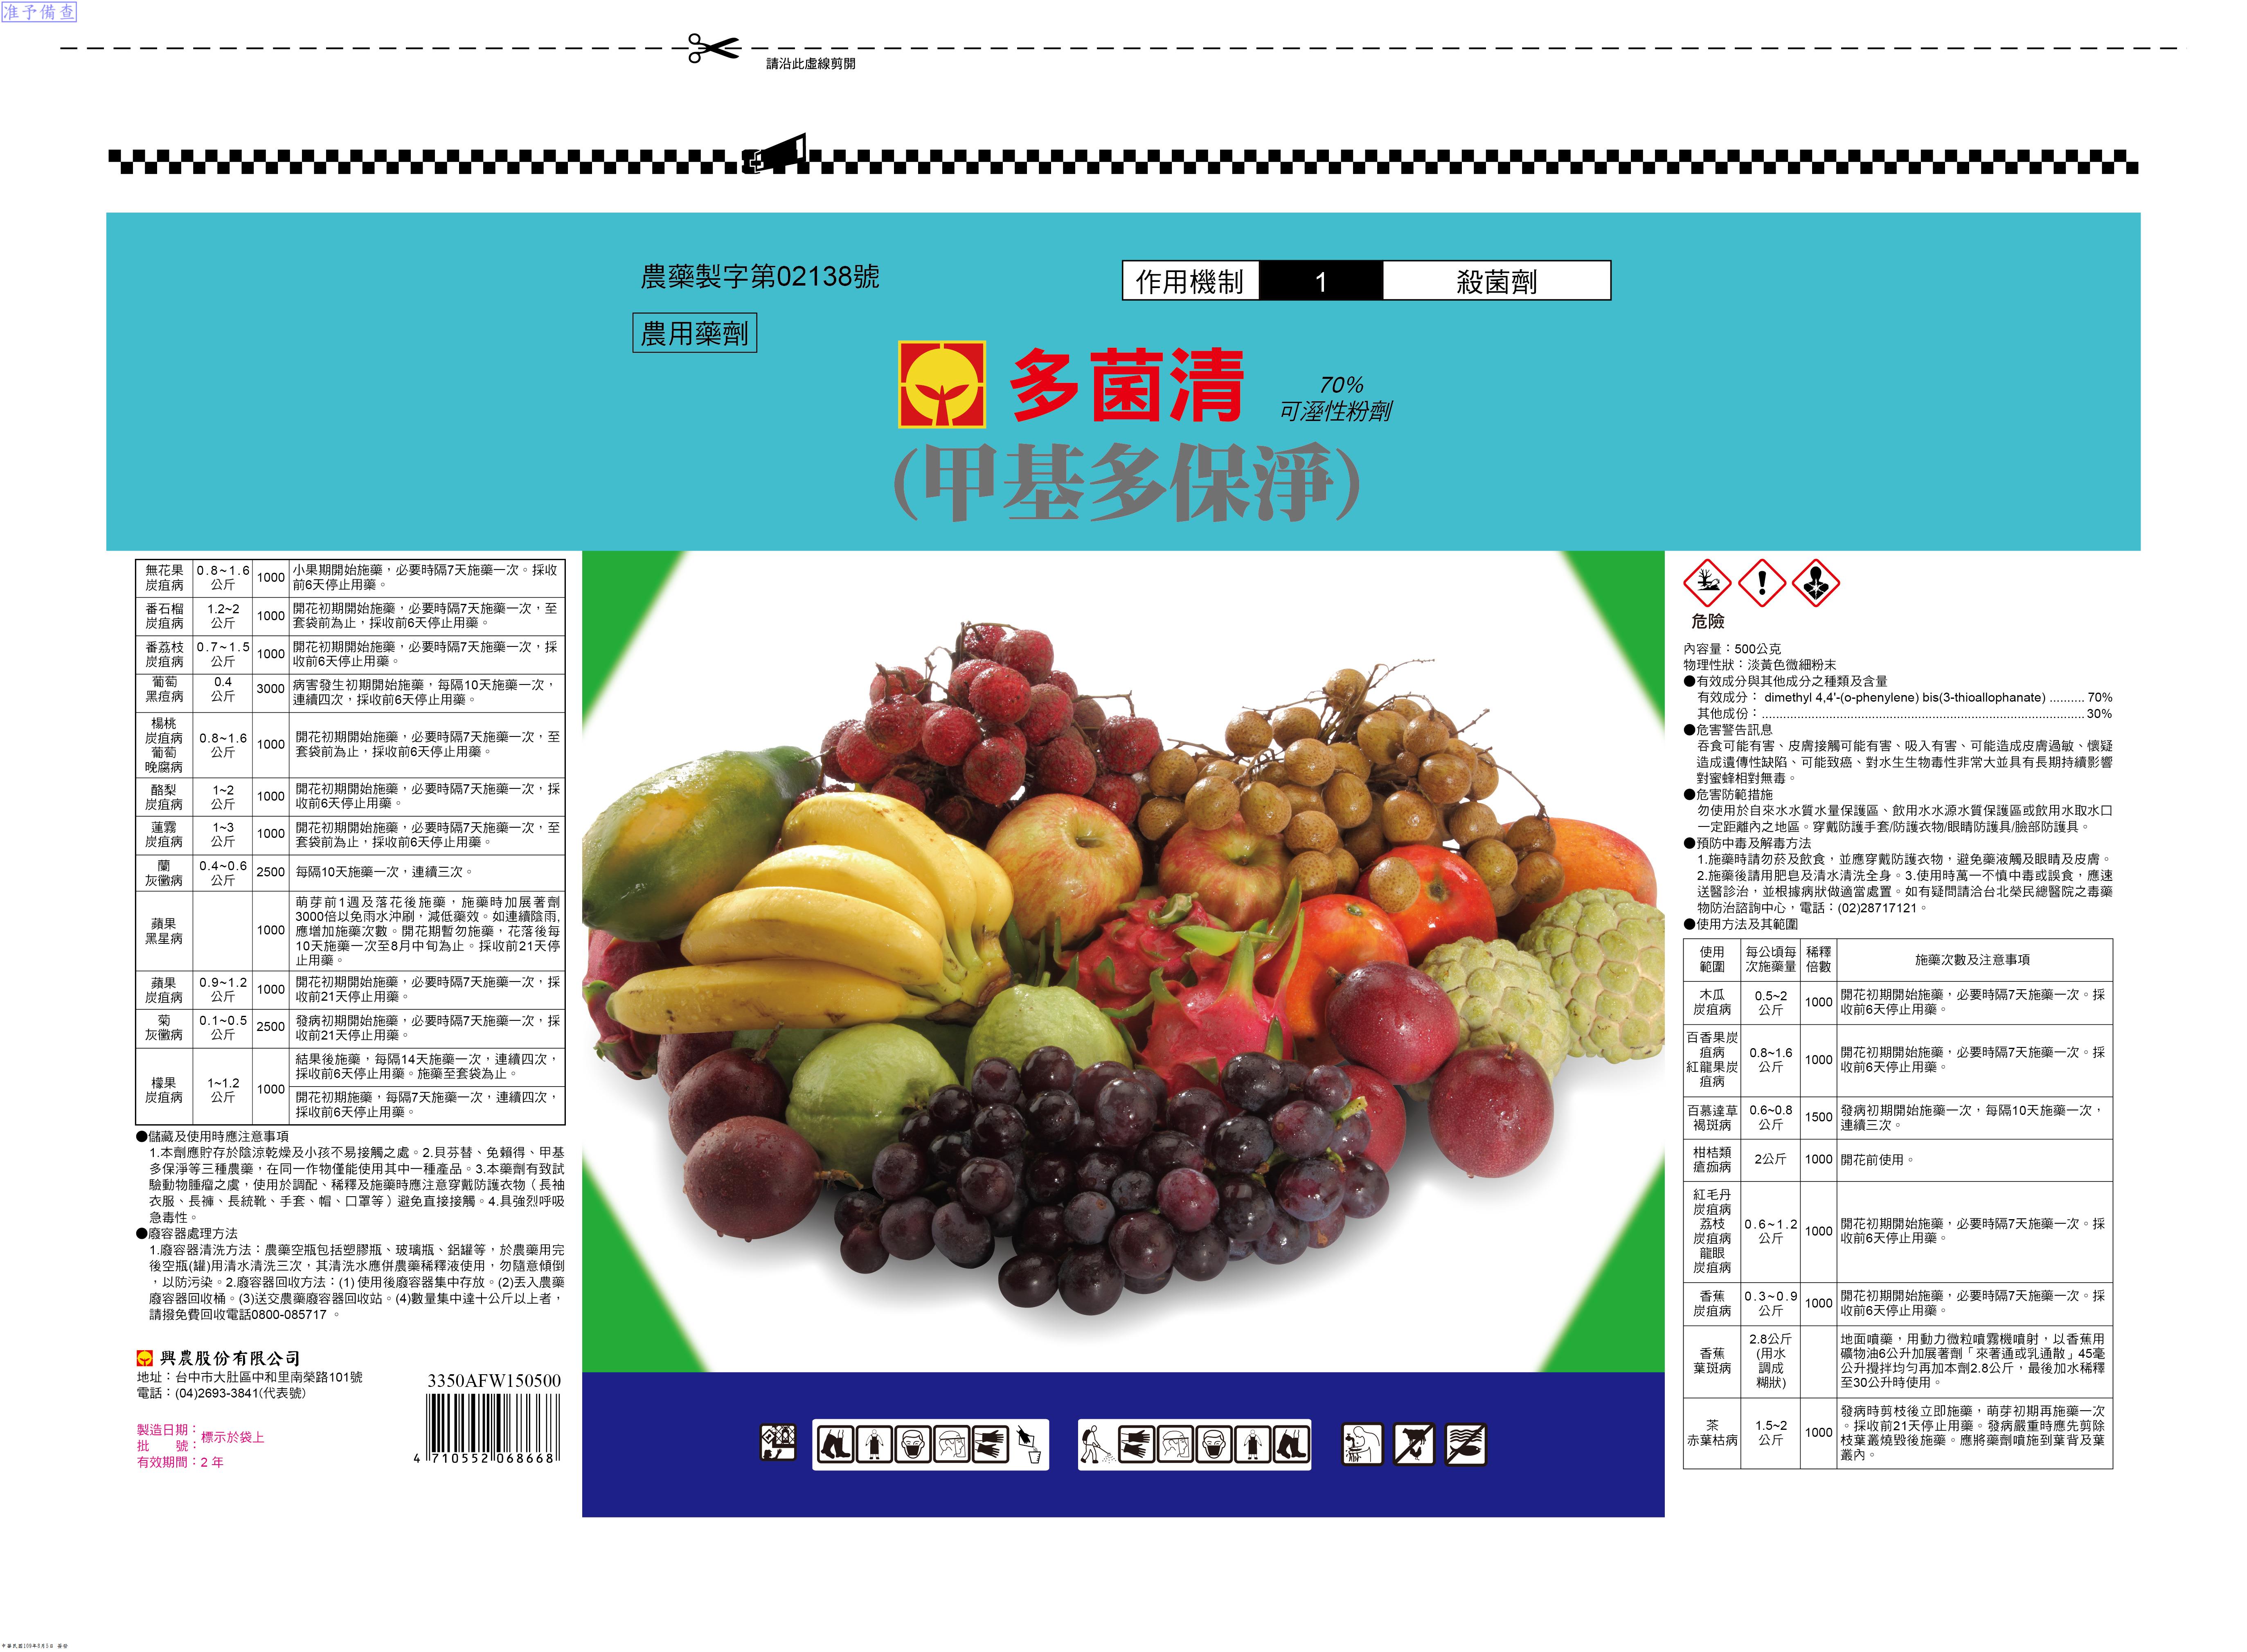 准予備查
請沿此虛線剪開
農藥製字第02138號
農用藥劑
作用機制 1 殺菌劑
多菌清
70%
可溼性粉劑
(甲基多保淨)
無花果
炭疽病
0.8~1.6
公斤
1000
小果期開始施藥，必要時隔7天施藥一次。採收
前6天停止用藥。
番石榴
炭疽病
1.2~2
公斤
1000
開花初期開始施藥，必要時隔7天施藥一次，至
套袋前為止，採收前6天停止用藥。
番荔枝
炭疽病
0.7~1.5
公斤
1000
開花初期開始施藥，必要時隔7天施藥一次，採
收前6天停止用藥。
葡萄
黑痘病
0.4
公斤
3000
病害發生初期開始施藥，每隔10天施藥一次，
連續四次，採收前6天停止用藥。
楊桃
炭疽病
葡萄
晚腐病
0.8~1.6
公斤
1000
開花初期開始施藥，必要時隔7天施藥一次，至
套袋前為止，採收前6天停止用藥。
酪梨
炭疽病
1~2
公斤
1000
開花初期開始施藥，必要時隔7天施藥一次，採
收前6天停止用藥。
蓮霧
炭疽病
1~3
公斤
1000
開花初期開始施藥，必要時隔7天施藥一次，至
套袋前為止，採收前6天停止用藥。
蘭
灰黴病
0.4~0.6
公斤
2500
每隔10天施藥一次，連續三次。
蘋果
黑星病
1000
萌芽前1週及落花後施藥，施藥時加展著劑
3000倍以免雨水沖刷，減低藥效。如連續陰雨,
應增加施藥次數。開花期暫勿施藥，花落後每
10天施藥一次至8月中旬為止。採收前21天停
止用藥。
蘋果
炭疽病
0.9~1.2
公斤
1000
開花初期開始施藥，必要時隔7天施藥一次，採
收前21天停止用藥。
菊
灰黴病
0.1~0.5
公斤
2500
發病初期開始施藥，必要時隔7天施藥一次，採
收前21天停止用藥。
檬果
炭疽病
1~1.2
公斤
1000
結果後施藥，每隔14天施藥一次，連續四次，
採收前6天停止用藥。施藥至套袋為止。
開花初期施藥，每隔7天施藥一次，連續四次，
採收前6天停止用藥。
●儲藏及使用時應注意事項
1.本劑應貯存於陰涼乾燥及小孩不易接觸之處。2.貝芬替、免賴得、甲基
多保淨等三種農藥，在同一作物僅能使用其中一種產品。3.本藥劑有致試
驗動物腫瘤之虞，使用於調配、稀釋及施藥時應注意穿戴防護衣物（長袖
衣服、長褲、長統靴、手套、帽、口罩等）避免直接接觸。4.具強烈呼吸
急毒性。
●廢容器處理方法
1.廢容器清洗方法：農藥空瓶包括塑膠瓶、玻璃瓶、鋁罐等，於農藥用完
後空瓶(罐)用清水清洗三次，其清洗水應併農藥稀釋液使用，勿隨意傾倒
，以防污染。2.廢容器回收方法：(1) 使用後廢容器集中存放。(2)丟入農藥
廢容器回收桶。(3)送交農藥廢容器回收站。(4)數量集中達十公斤以上者，
請撥免費回收電話0800-085717 。
興農股份有限公司
地址：台中市大肚區中和里南榮路101號
電話：(04)2693-3841(代表號)
製造日期：
批　　號：
標示於袋上
有效期間：2 年
3350AFW150500
4 710552 068668
危險
內容量：500公克
物理性狀：淡黃色微細粉末
●有效成分與其他成分之種類及含量
有效成分： dimethyl 4,4'-(o-phenylene) bis(3-thioallophanate) .......... 70%
其他成份：.......................................................................................... 30%
●危害警告訊息
吞食可能有害、皮膚接觸可能有害、吸入有害、可能造成皮膚過敏、懷疑
造成遺傳性缺陷、可能致癌、對水生生物毒性非常大並具有長期持續影響
對蜜蜂相對無毒。
●危害防範措施
勿使用於自來水水質水量保護區、飲用水水源水質保護區或飲用水取水口
一定距離內之地區。穿戴防護手套/防護衣物/眼睛防護具/臉部防護具。
●預防中毒及解毒方法
1.施藥時請勿菸及飲食，並應穿戴防護衣物，避免藥液觸及眼睛及皮膚。
2.施藥後請用肥皂及清水清洗全身。3.使用時萬一不慎中毒或誤食，應速
送醫診治，並根據病狀做適當處置。如有疑問請洽台北榮民總醫院之毒藥
物防治諮詢中心，電話：(02)28717121。
●使用方法及其範圍
使用
範圍
每公頃每
次施藥量
稀釋
倍數
施藥次數及注意事項
木瓜
炭疽病
0.5~2
公斤
1000
開花初期開始施藥，必要時隔7天施藥一次。採
收前6天停止用藥。
百香果炭
疽病
紅龍果炭
疽病
0.8~1.6
公斤
1000
開花初期開始施藥，必要時隔7天施藥一次。採
收前6天停止用藥。
百慕達草
褐斑病
0.6~0.8
公斤
1500
發病初期開始施藥一次，每隔10天施藥一次，
連續三次。
柑桔類
瘡痂病
2公斤
1000
開花前使用。
紅毛丹
炭疽病
荔枝
炭疽病
龍眼
炭疽病
0.6~1.2
公斤
1000
開花初期開始施藥，必要時隔7天施藥一次。採
收前6天停止用藥。
香蕉
炭疽病
0.3~0.9
公斤
1000
開花初期開始施藥，必要時隔7天施藥一次。採
收前6天停止用藥。
香蕉
葉斑病
2.8公斤
(用水
調成
糊狀)
地面噴藥，用動力微粒噴霧機噴射，以香蕉用
礦物油6公升加展著劑「來著通或乳通散」45毫
公升攪拌均勻再加本劑2.8公斤，最後加水稀釋
至30公升時使用。
茶
赤葉枯病
1.5~2
公斤
1000
發病時剪枝後立即施藥，萌芽初期再施藥一次
。採收前21天停止用藥。發病嚴重時應先剪除
枝葉叢燒毀後施藥。應將藥劑噴施到葉背及葉
叢內。
中華民國109年8月5日